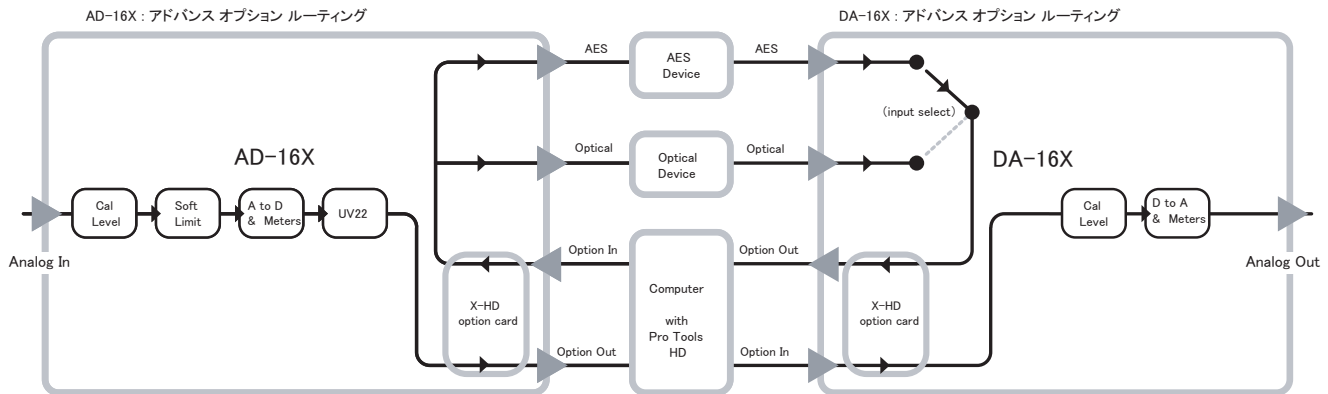 AD-16X : アドバンス オプション ルーティング
DA-16X : アドバンス オプション ルーティング
AES
AES
Device
AES
(input select)
Optical
Optical
Device
Optical
AD-16X
DA-16X
Cal
Level
Soft
Limit
A to D
& Meters
UV22
Cal
Level
D to A
& Meters
Analog In
Analog Out
Option In
Option Out
X-HD
option card
Computer
with
Pro Tools
HD
X-HD
option card
Option Out
Option In